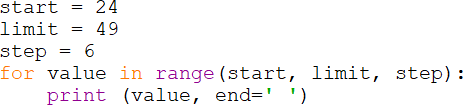 start = 24
limit = 49
step = 6
for value in range(start, limit, step):
    print (value, end=' ')